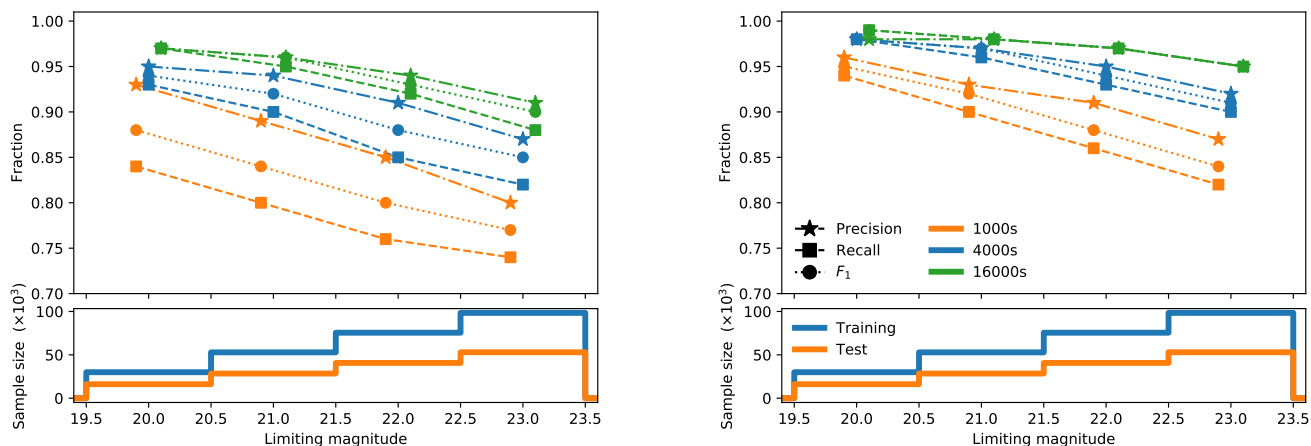 1.00
0.95
0.90
0.85
0.80
0.75
0.70
Fraction
100
50
0
Sample size (×10³)
19.5 20.0 20.5 21.0 21.5 22.0 22.5 23.0 23.5
Limiting magnitude
1.00
0.95
0.90
0.85
0.80
0.75
0.70
Fraction
Precision
Recall
F₁
1000s
4000s
16000s
100
50
0
Sample size (×10³)
Training
Test
19.5 20.0 20.5 21.0 21.5 22.0 22.5 23.0 23.5
Limiting magnitude